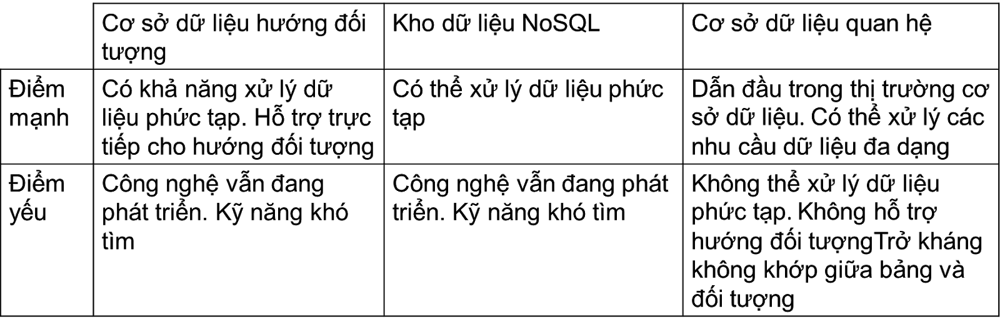 Cơ sở dữ liệu hướng đối
tượng
Kho dữ liệu NoSQL
Cơ sở dữ liệu quan hệ
Điểm
mạnh
Có khả năng xử lý dữ
liệu phức tạp. Hỗ trợ trực
tiếp cho hướng đối tượng
Có thể xử lý dữ liệu phức
tạp
Dẫn đầu trong thị trường cơ
sở dữ liệu. Có thể xử lý các
nhu cầu dữ liệu đa dạng
Điểm
yếu
Công nghệ vẫn đang
phát triển. Kỹ năng khó
tìm
Công nghệ vẫn đang phát
triển. Kỹ năng khó tìm
Không thể xử lý dữ liệu
phức tạp. Không hỗ trợ
hướng đối tượngTrở kháng
không khớp giữa bảng và
đối tượng